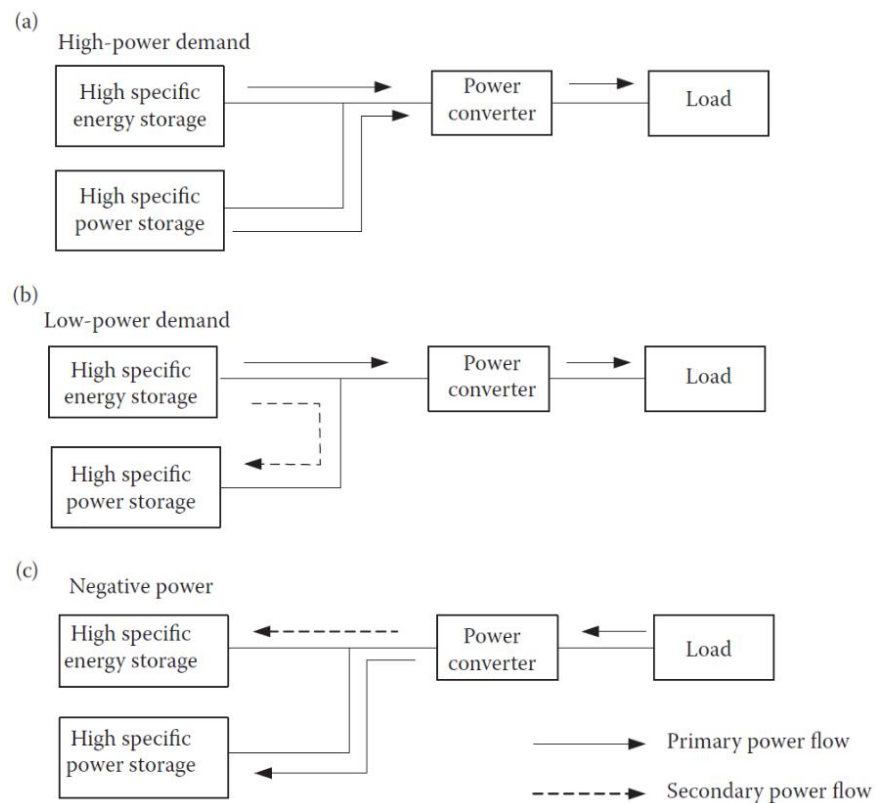 (a)
High-power demand
High specific
energy storage
Power
converter
Load
High specific
power storage
(b)
Low-power demand
High specific
energy storage
Power
converter
Load
High specific
power storage
(c)
Negative power
High specific
energy storage
Power
converter
Load
High specific
power storage
Primary power flow
Secondary power flow